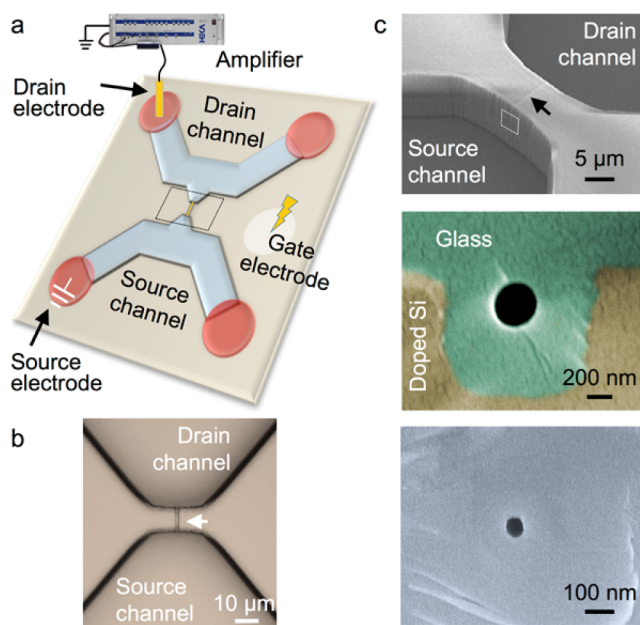 a
Amplifier
Drain
electrode
Drain
channel
Gate
electrode
Source
channel
Source
electrode
b
Drain
channel
Source
channel
10 µm
c
Drain
channel
Source
channel
5 µm
Glass
Doped Si
200 nm
100 nm